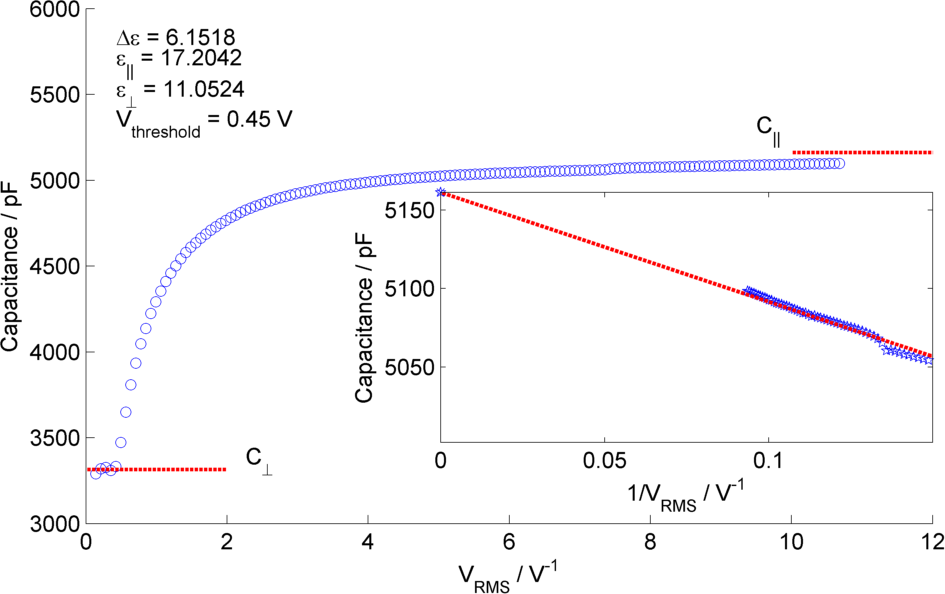 6000
Δε = 6.1518
ε|| = 17.2042
ε⊥ = 11.0524
Vthreshold = 0.45 V
5500
C||
5000
5150
4500
5100
Capacitance / pF
Capacitance / pF
4000
5050
3500
C⊥
0 0.05 0.1
1/VRMS / V-1
3000
0 2 4 6 8 10 12
VRMS / V-1